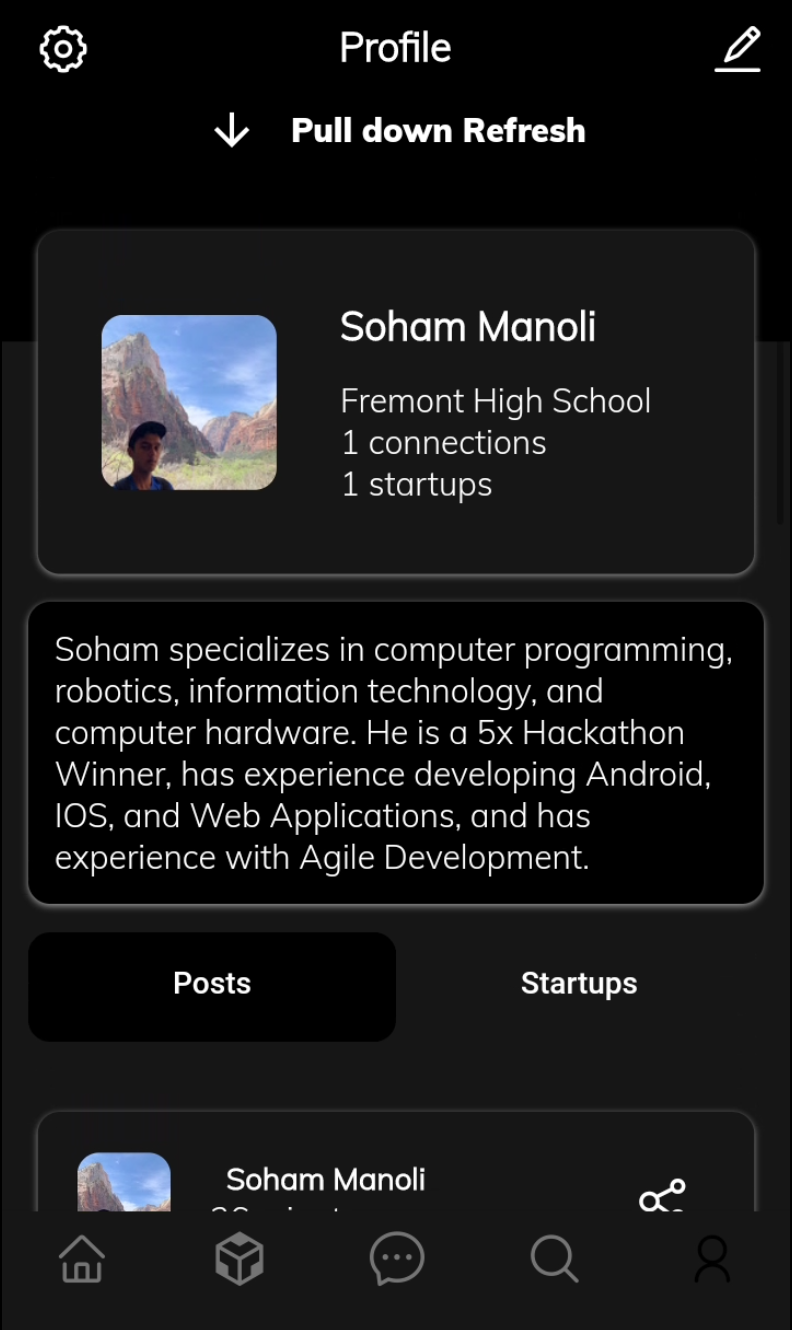 Profile
Pull down Refresh
Soham Manoli
Fremont High School
1 connections
1 startups
Soham specializes in computer programming,
robotics, information technology, and
computer hardware. He is a 5x Hackathon
Winner, has experience developing Android,
IOS, and Web Applications, and has
experience with Agile Development.
Posts
Startups
Soham Manoli